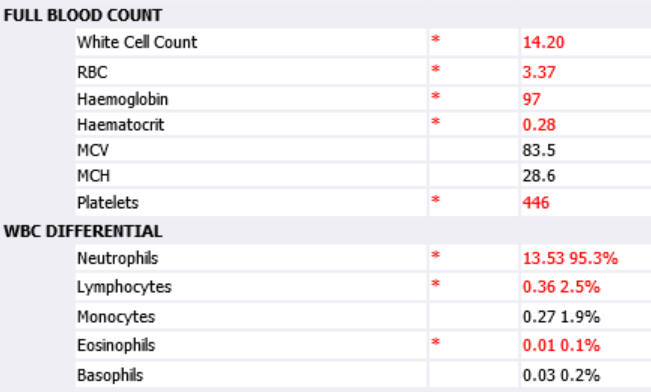 FULL BLOOD COUNT
White Cell Count * 14.20
RBC * 3.37
Haemoglobin * 97
Haematocrit * 0.28
MCV 83.5
MCH 28.6
Platelets * 446
WBC DIFFERENTIAL
Neutrophils * 13.53 95.3%
Lymphocytes * 0.36 2.5%
Monocytes 0.27 1.9%
Eosinophils * 0.01 0.1%
Basophils 0.03 0.2%